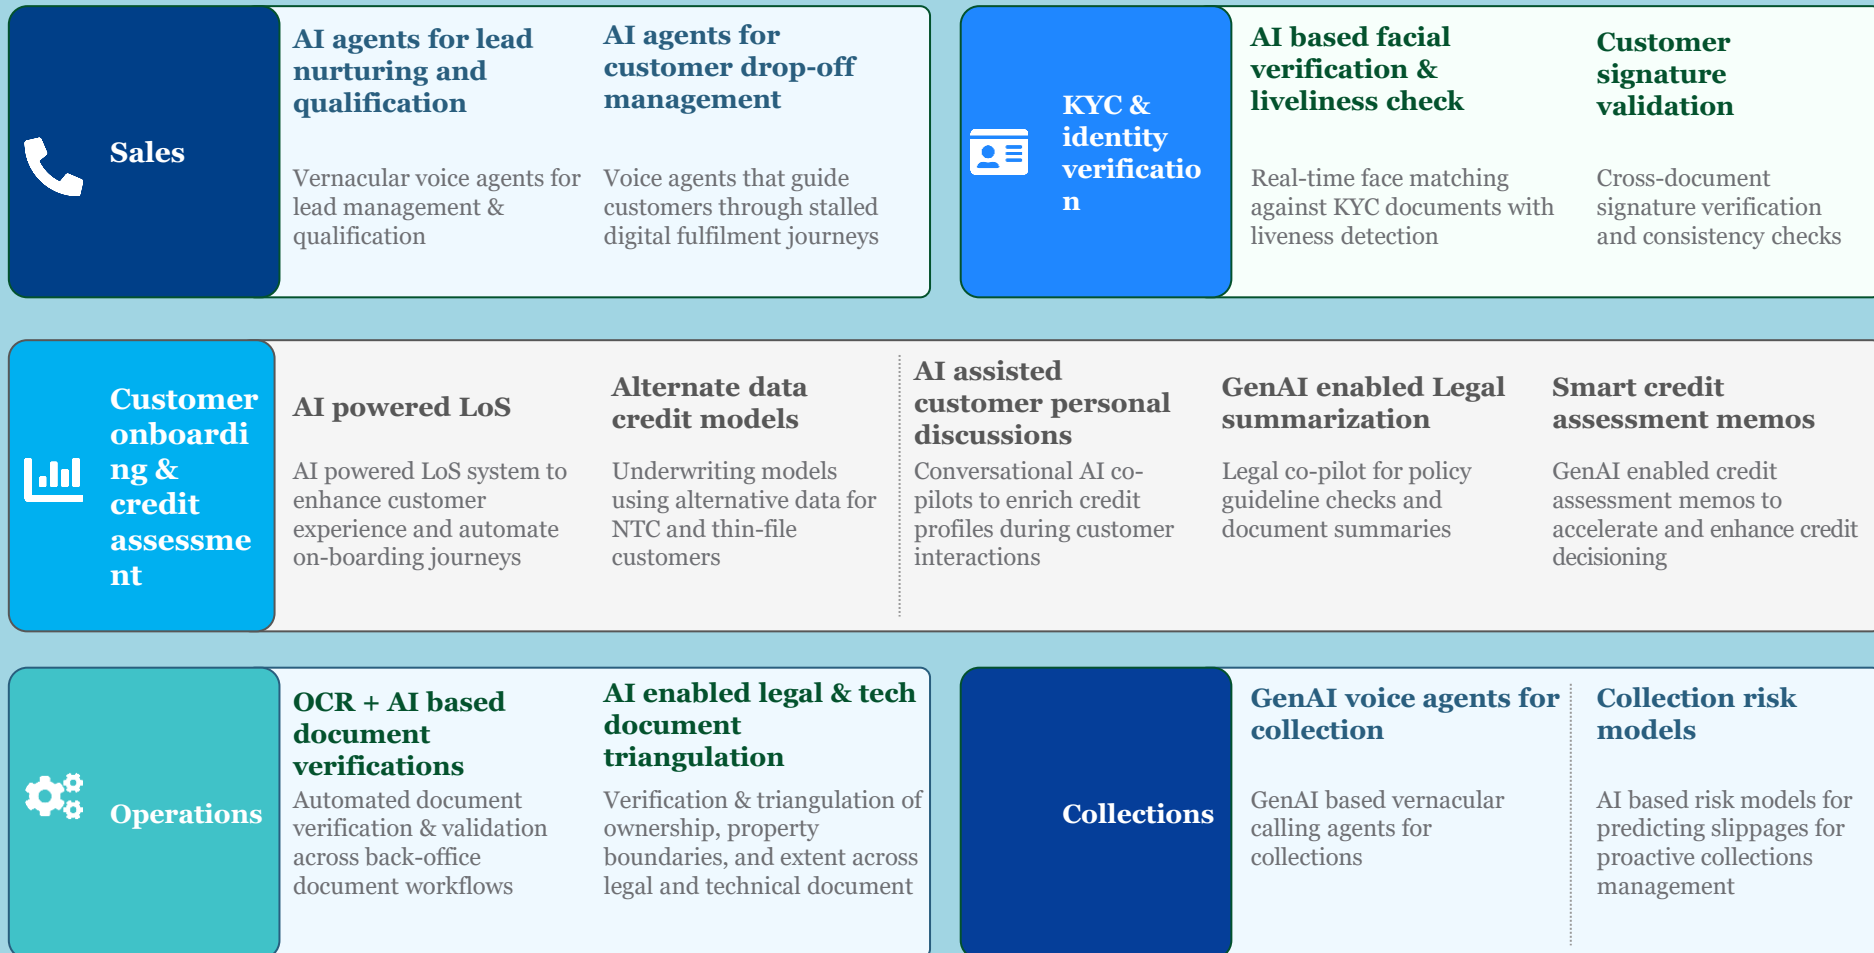 Sales
AI agents for lead
nurturing and
qualification
Vernacular voice agents for
lead management &
qualification
AI agents for
customer drop-off
management
Voice agents that guide
customers through stalled
digital fulfilment journeys
KYC &
identity
verificatio
n
AI based facial
verification &
liveliness check
Real-time face matching
against KYC documents with
liveness detection
Customer
signature
validation
Cross-document
signature verification
and consistency checks
Customer
onboardi
ng &
credit
assessme
nt
AI powered LoS
AI powered LoS system to
enhance customer
experience and automate
on-boarding journeys
Alternate data
credit models
Underwriting models
using alternative data for
NTC and thin-file
customers
AI assisted
customer personal
discussions
Conversational AI co-
pilots to enrich credit
profiles during customer
interactions
GenAI enabled Legal
summarization
Legal co-pilot for policy
guideline checks and
document summaries
Smart credit
assessment memos
GenAI enabled credit
assessment memos to
accelerate and enhance credit
decisioning
Operations
OCR + AI based
document
verifications
Automated document
verification & validation
across back-office
document workflows
AI enabled legal & tech
document
triangulation
Verification & triangulation of
ownership, property
boundaries, and extent across
legal and technical document
Collections
GenAI voice agents for
collection
GenAI based vernacular
calling agents for
collections
Collection risk
models
AI based risk models for
predicting slippages for
proactive collections
management